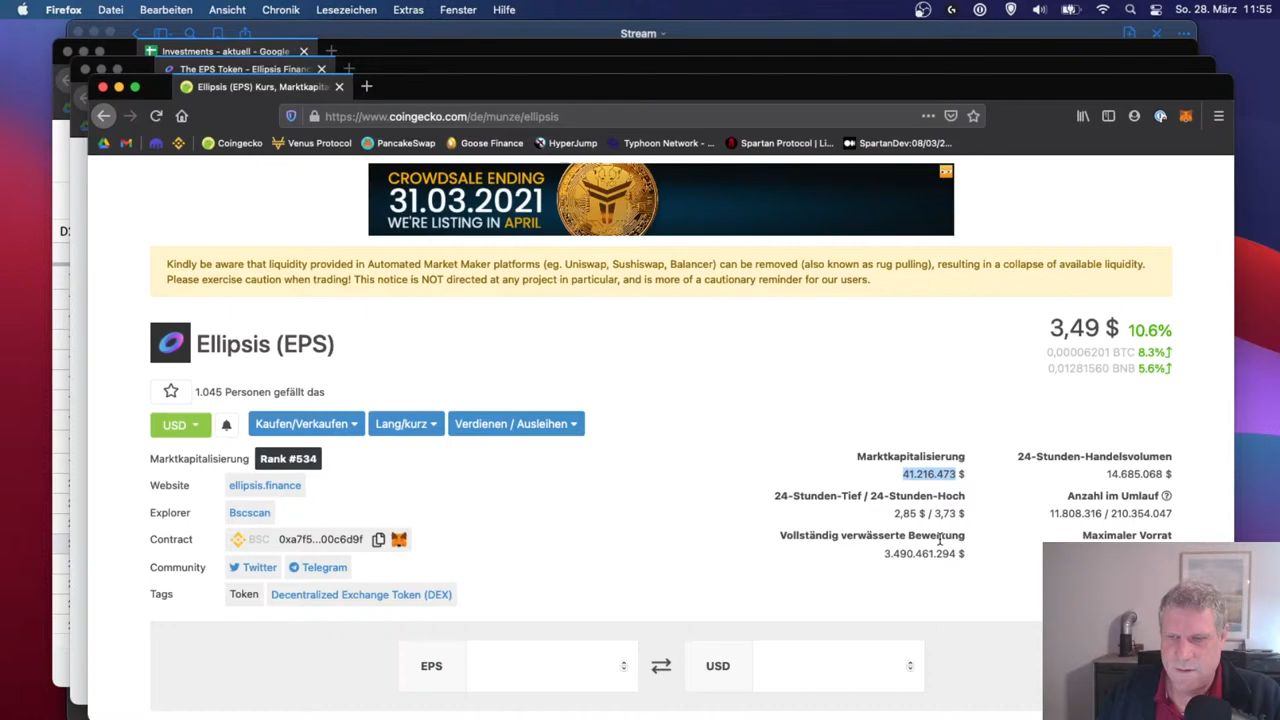 Firefox Datei Bearbeiten Ansicht Chronik Lesezeichen Extras Fenster Hilfe So. 28. März 11:55
Stream
Investments - aktuell - Google
The EPS Token - Ellipsis Finan
Ellipsis (EPS) Kurs, Marktkapita
https://www.coingecko.com/de/munze/ellipsis
Coingecko Venus Protocol PancakeSwap Goose Finance HyperJump Typhoon Network - ... Spartan Protocol | Li... SpartanDev:08/03/2...
CROWDSALE ENDING
31.03.2021
WE'RE LISTING IN APRIL
Kindly be aware that liquidity provided in Automated Market Maker platforms (eg. Uniswap, Sushiswap, Balancer) can be removed (also known as rug pulling), resulting in a collapse of available liquidity.
Please exercise caution when trading! This notice is NOT directed at any project in particular, and is more of a cautionary reminder for our users.
Ellipsis (EPS)
3,49 $ 10.6%
0,00006201 BTC 8.3%
0,01281560 BNB 5.6%
1.045 Personen gefällt das
USD Kaufen/Verkaufen Lang/kurz Verdienen / Ausleihen
Marktkapitalisierung Rank #534
Website ellipsis.finance
Explorer Bscscan
Contract BSC 0xa7f5...00c6d9f
Community Twitter Telegram
Tags Token Decentralized Exchange Token (DEX)
Marktkapitalisierung
41.216.473 $
24-Stunden-Handelsvolumen
14.685.068 $
24-Stunden-Tief / 24-Stunden-Hoch
2,85 $ / 3,73 $
Anzahl im Umlauf
11.808.316 / 210.354.047
Vollständig verwässerte Bewertung
3.490.461.294 $
Maximaler Vorrat
EPS USD